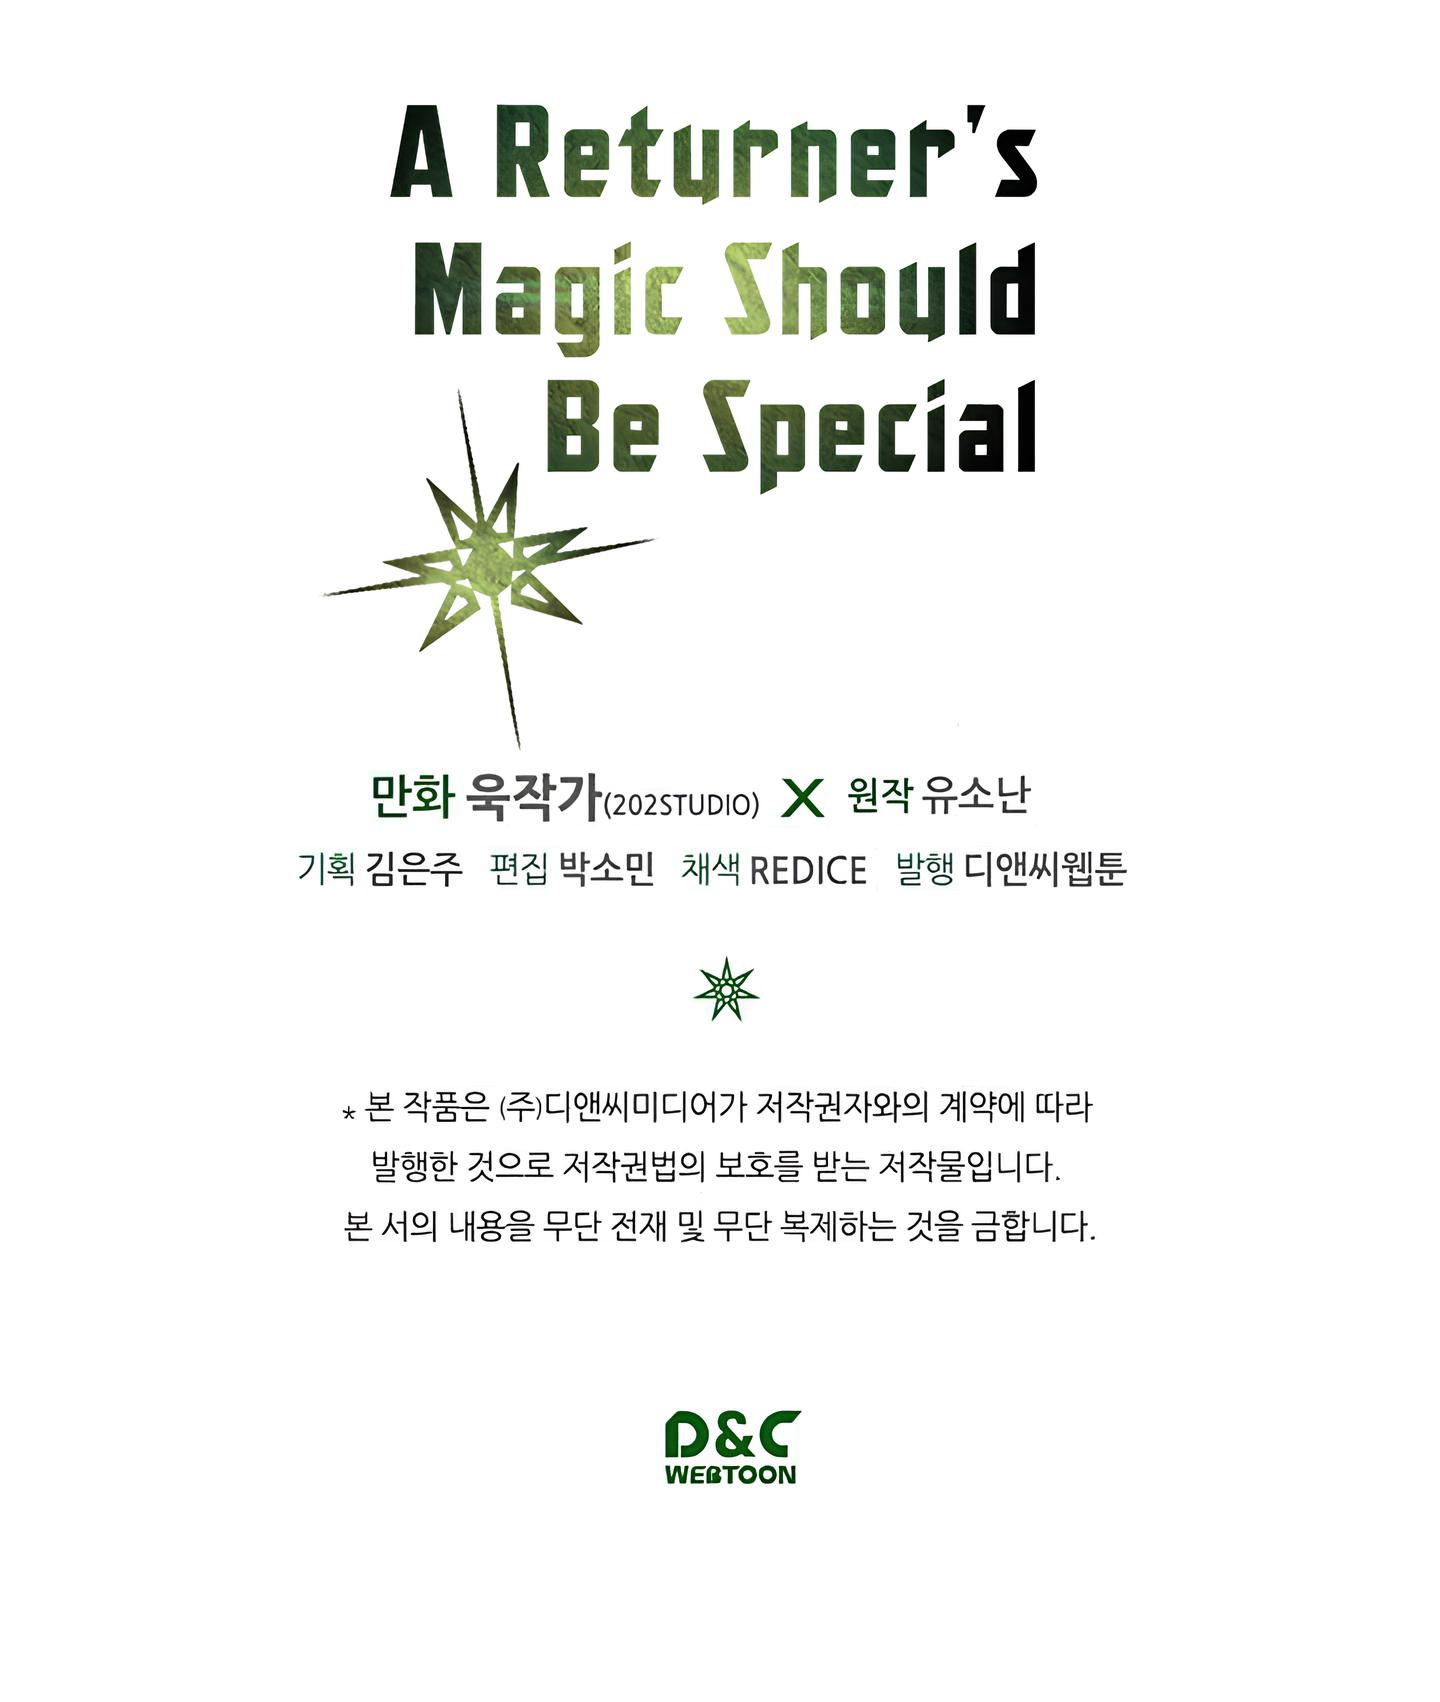 A Returner's
Magic Should
Be Special
만화 욱작가(202STUDIO) X 원작 유소난
기획 김은주 편집 박소민 채색 REDICE 발행 디앤씨웹툰
* 본 작품은 (주)디앤씨미디어가 저작권자와의 계약에 따라
발행한 것으로 저작권법의 보호를 받는 저작물입니다.
본 서의 내용을 무단 전재 및 무단 복제하는 것을 금합니다.
D&C
WEBTOON